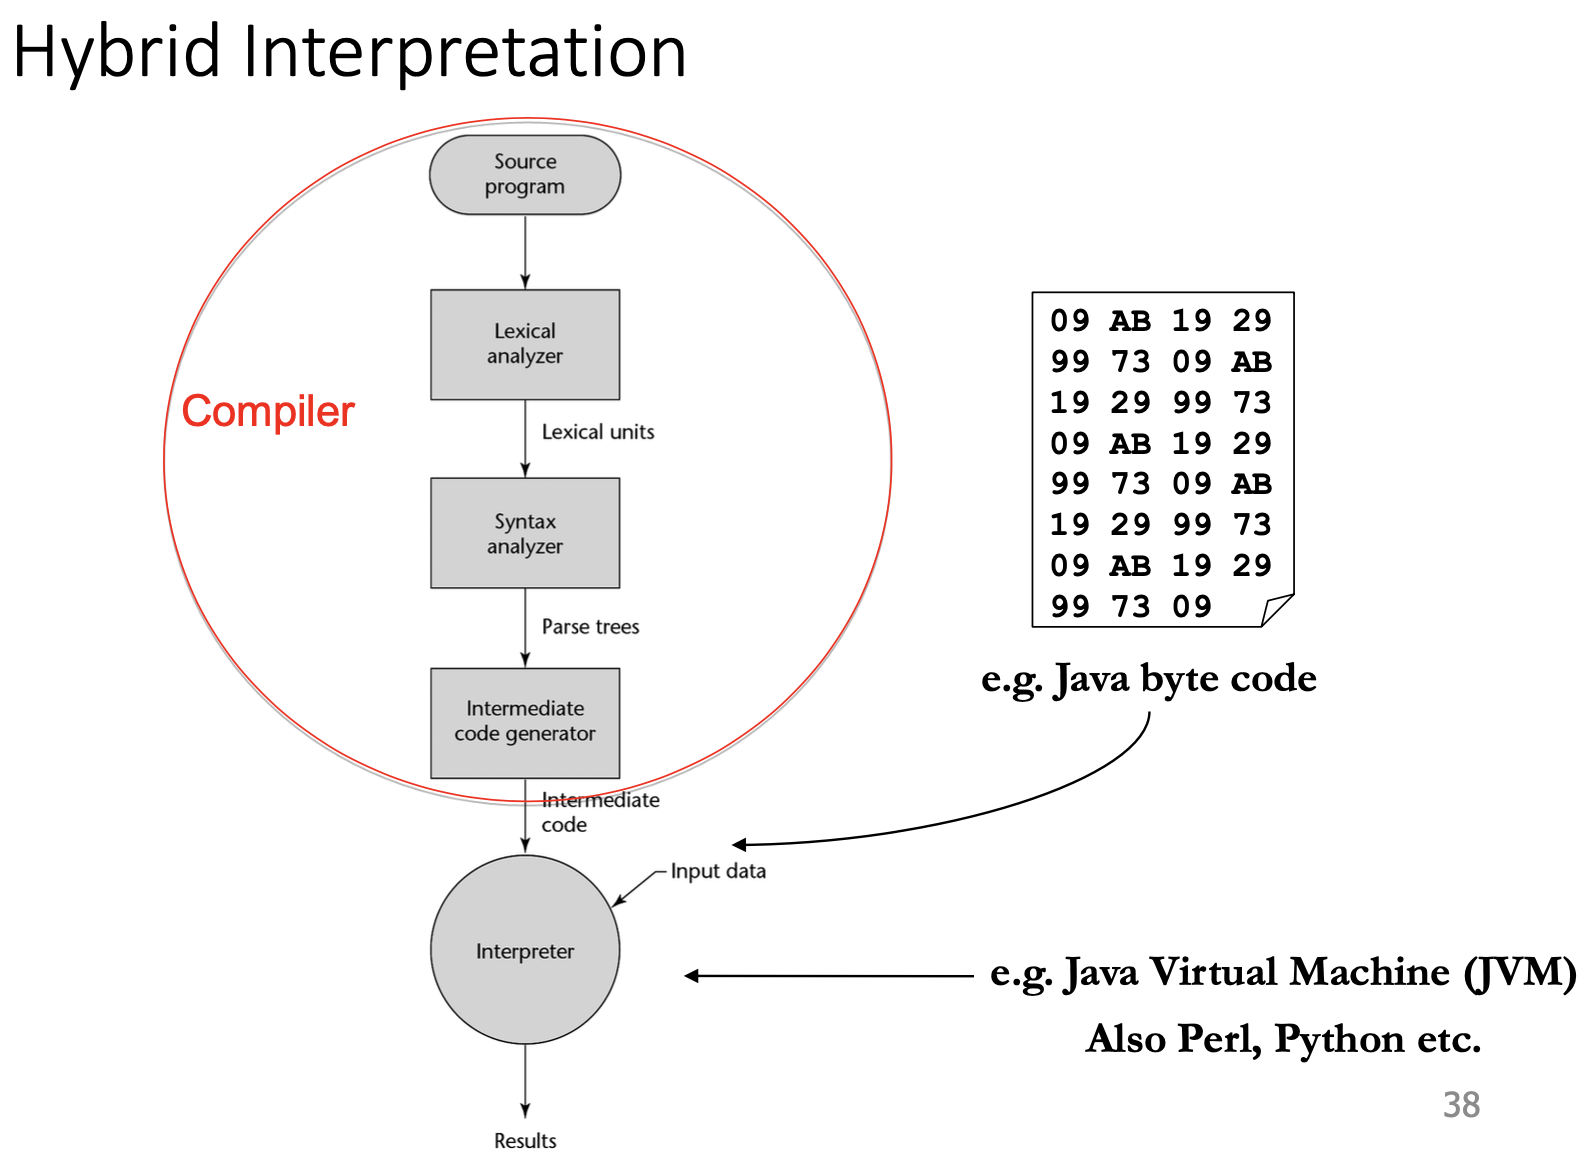 Hybrid Interpretation
Source
program
Lexical
analyzer
Compiler
Lexical units
Syntax
analyzer
Parse trees
Intermediate
code generator
Intermediate
code
Input data
Interpreter
Results
09 AB 19 29
99 73 09 AB
19 29 99 73
09 AB 19 29
99 73 09 AB
19 29 99 73
09 AB 19 29
99 73 09
e.g. Java byte code
e.g. Java Virtual Machine (JVM)
Also Perl, Python etc.
38